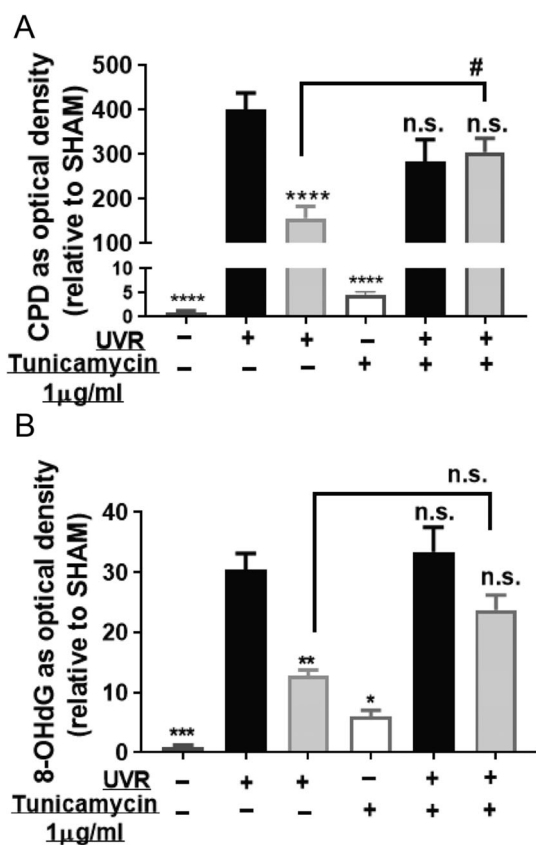 A
CPD as optical density
(relative to SHAM)
500
400
300
200
100
10
5
0
****
****
****
n.s.
n.s.
#
UVR − + + − + +
Tunicamycin − − − + + +
1µg/ml
B
8-OHdG as optical density
(relative to SHAM)
40
30
20
10
0
***
**
*
n.s.
n.s.
n.s.
UVR − + + − + +
Tunicamycin − − − + + +
1µg/ml